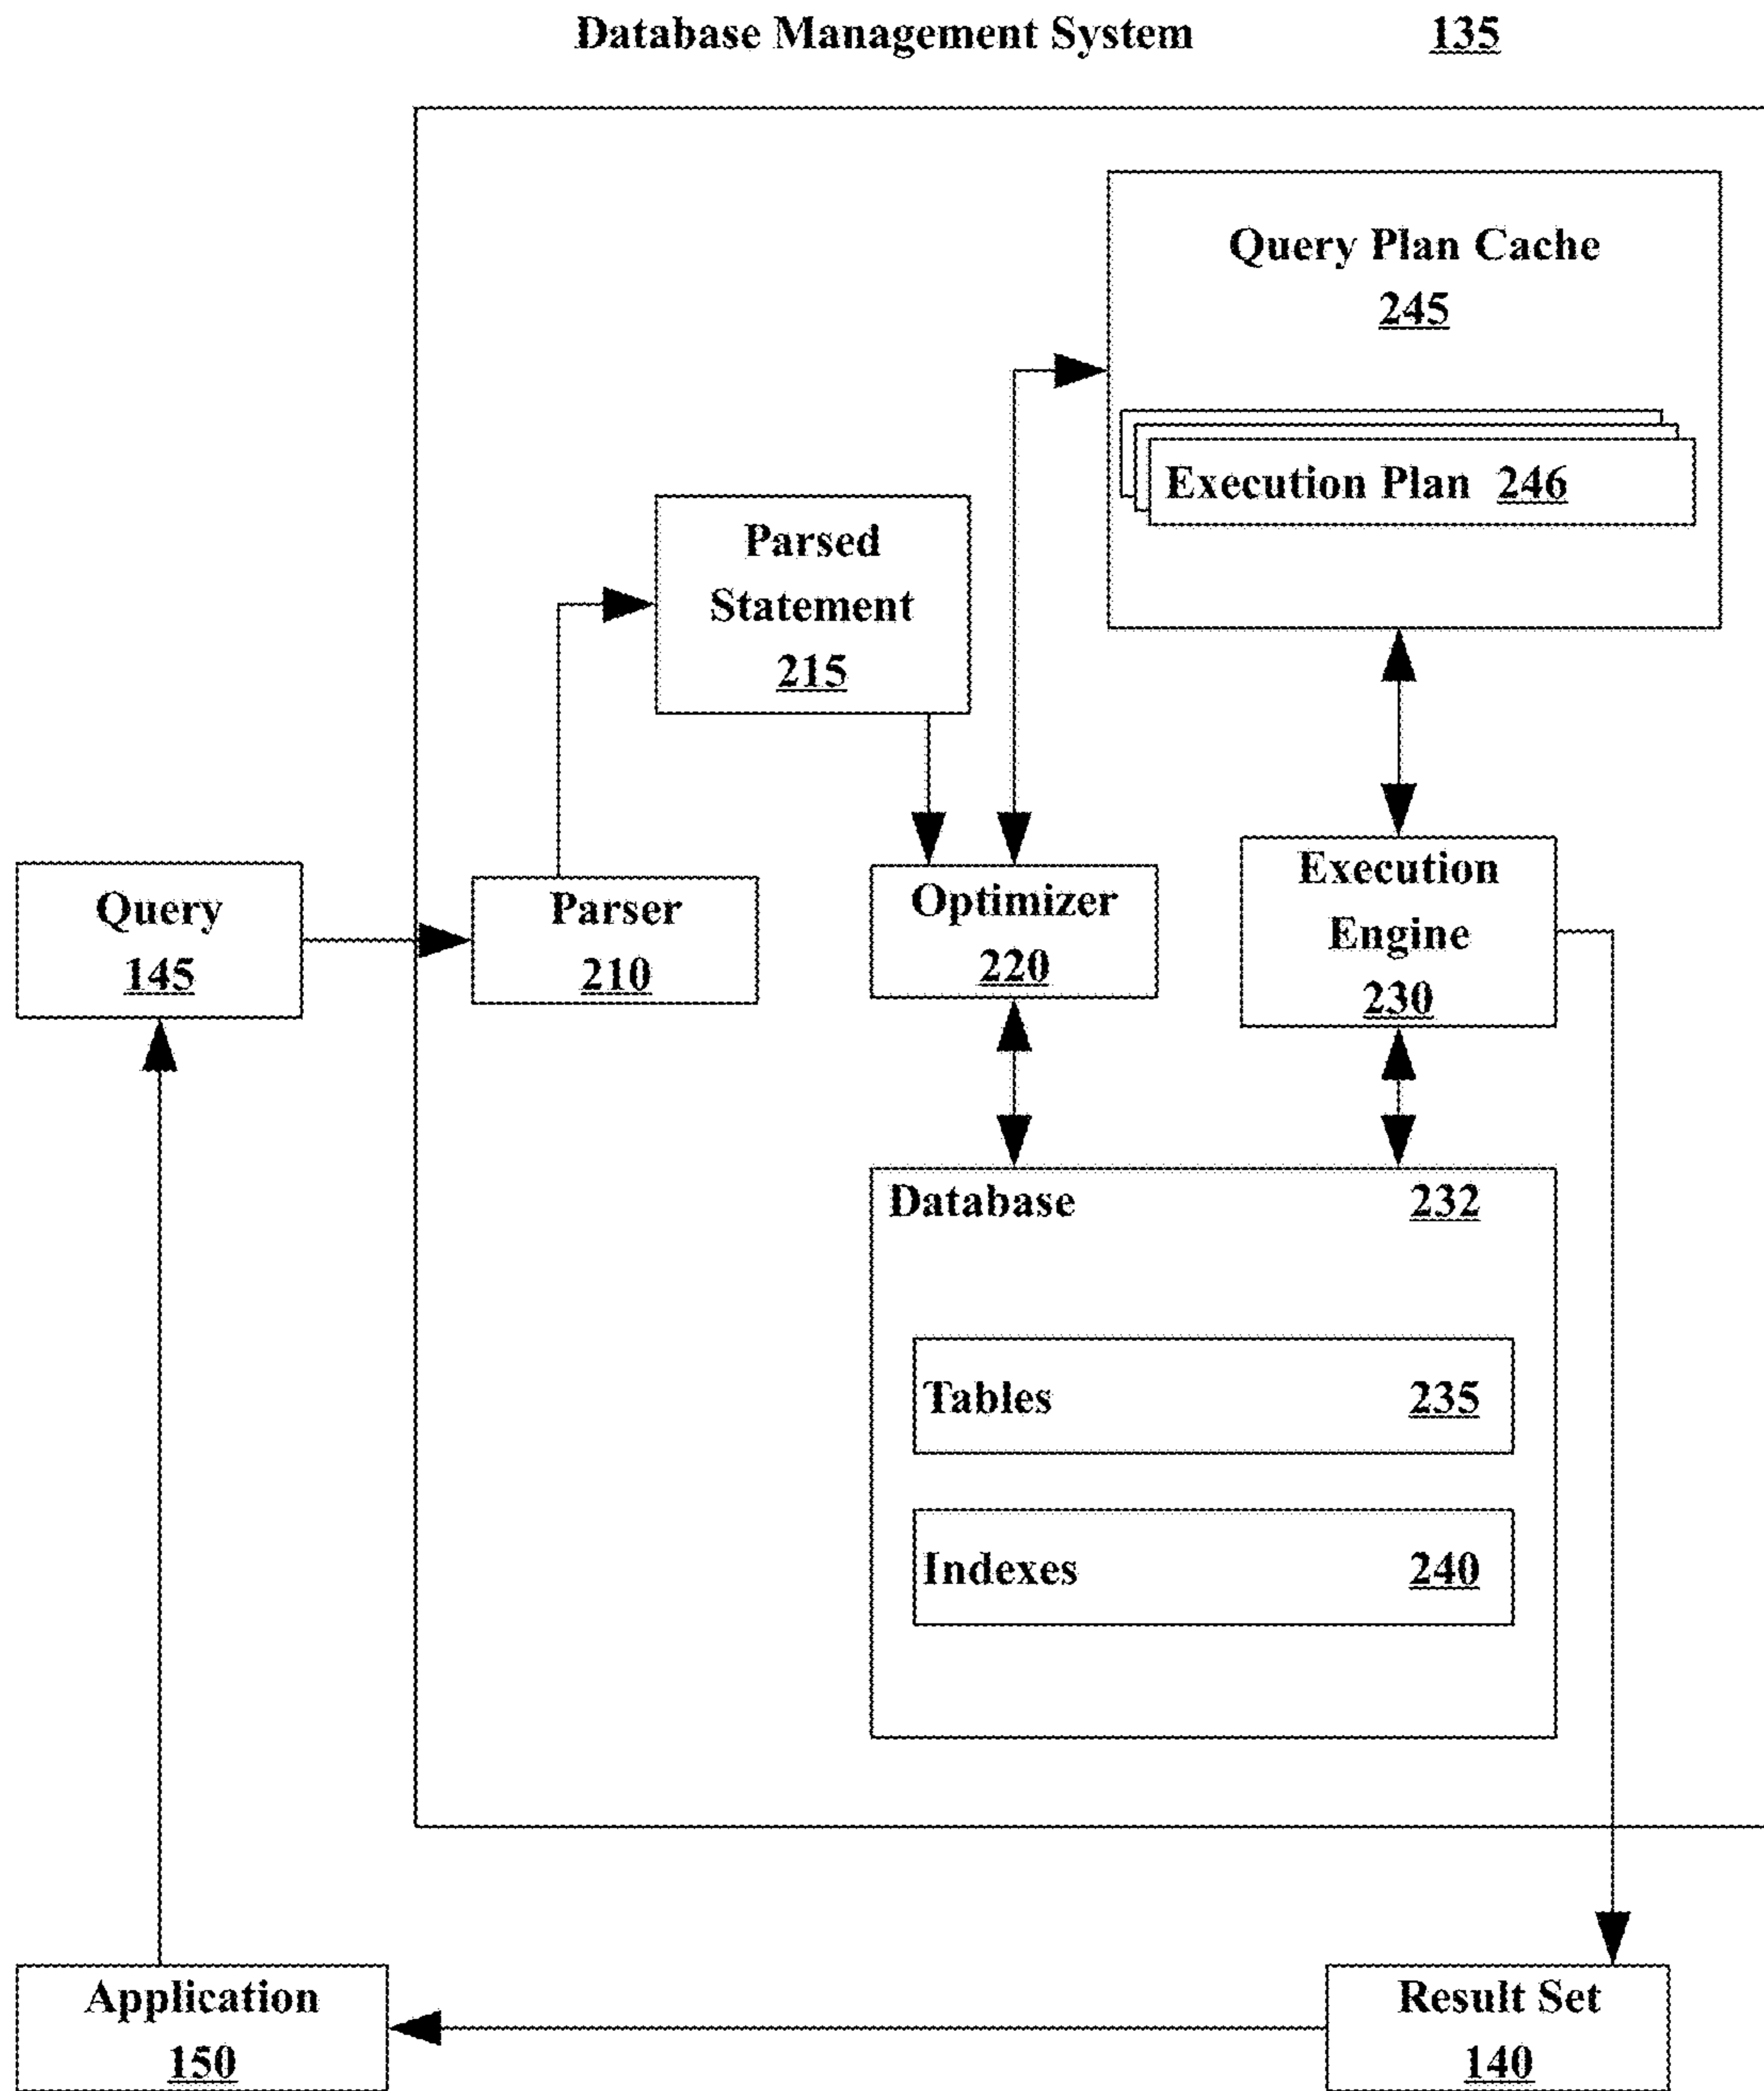 Database Management System 135
Query Plan Cache
245
Execution Plan 246
Parsed
Statement
215
Query
145
Parser
210
Optimizer
220
Execution
Engine
230
Database 232
Tables 235
Indexes 240
Application
150
Result Set
140